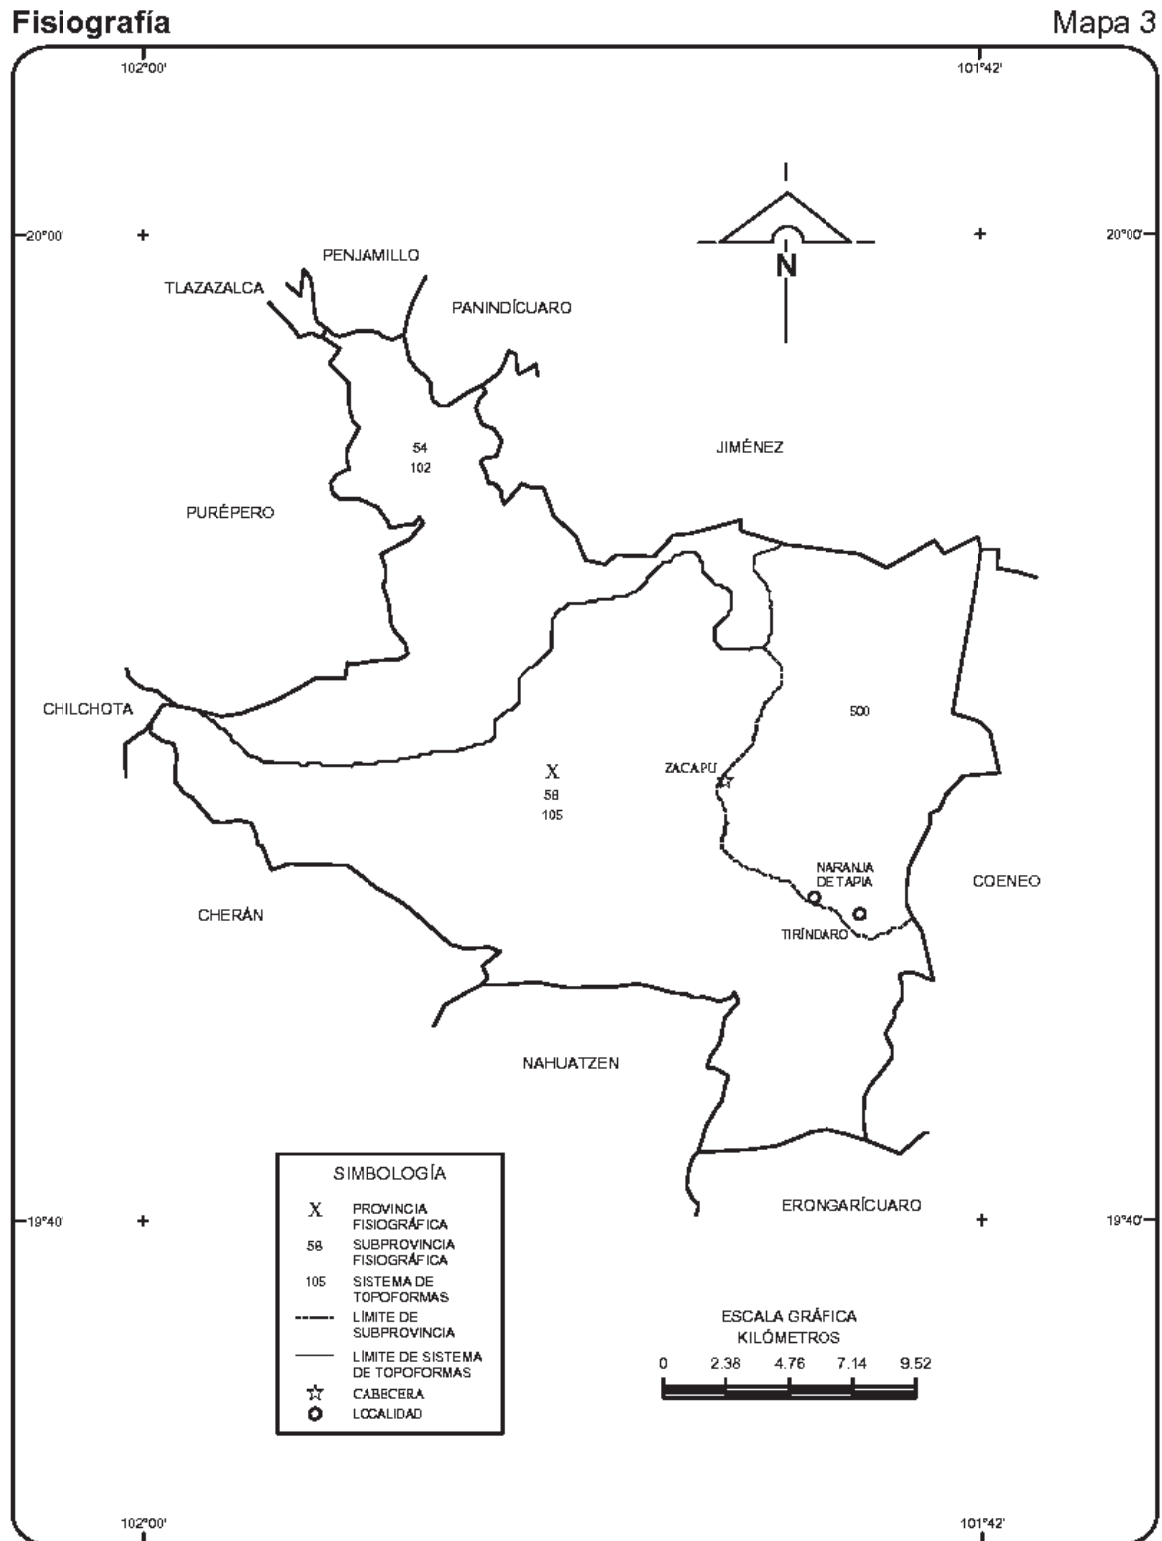 Fisiografía
Mapa 3
102°00'
101°42'
20°00'
20°00'
PENJAMILLO
TLAZAZALCA
PANINDÍCUARO
N
54
102
JIMÉNEZ
PURÉPERO
CHILCHOTA
500
X
58
105
ZACAPU
NARANJA
DE TAPIA
TIRÍNDARO
COENEO
CHERÁN
NAHUATZEN
ERONGARÍCUARO
SIMBOLOGÍA
X PROVINCIA
FISIOGRÁFICA
58 SUBPROVINCIA
FISIOGRÁFICA
105 SISTEMA DE
TOPOFORMAS
LÍMITE DE
SUBPROVINCIA
LÍMITE DE SISTEMA
DE TOPOFORMAS
CABECERA
LOCALIDAD
19°40'
19°40'
ESCALA GRÁFICA
KILÓMETROS
0 2.38 4.76 7.14 9.52
102°00'
101°42'